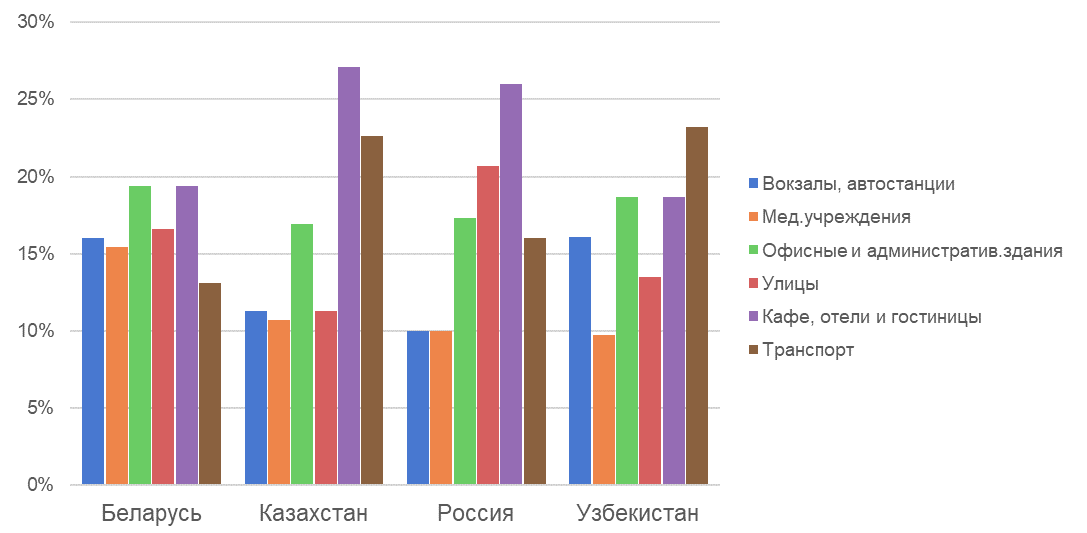 30%
25%
20%
15%
10%
5%
0%
Беларусь
Казахстан
Россия
Узбекистан
Вокзалы, автостанции
Мед.учреждения
Офисные и административ.здания
Улицы
Кафе, отели и гостиницы
Транспорт